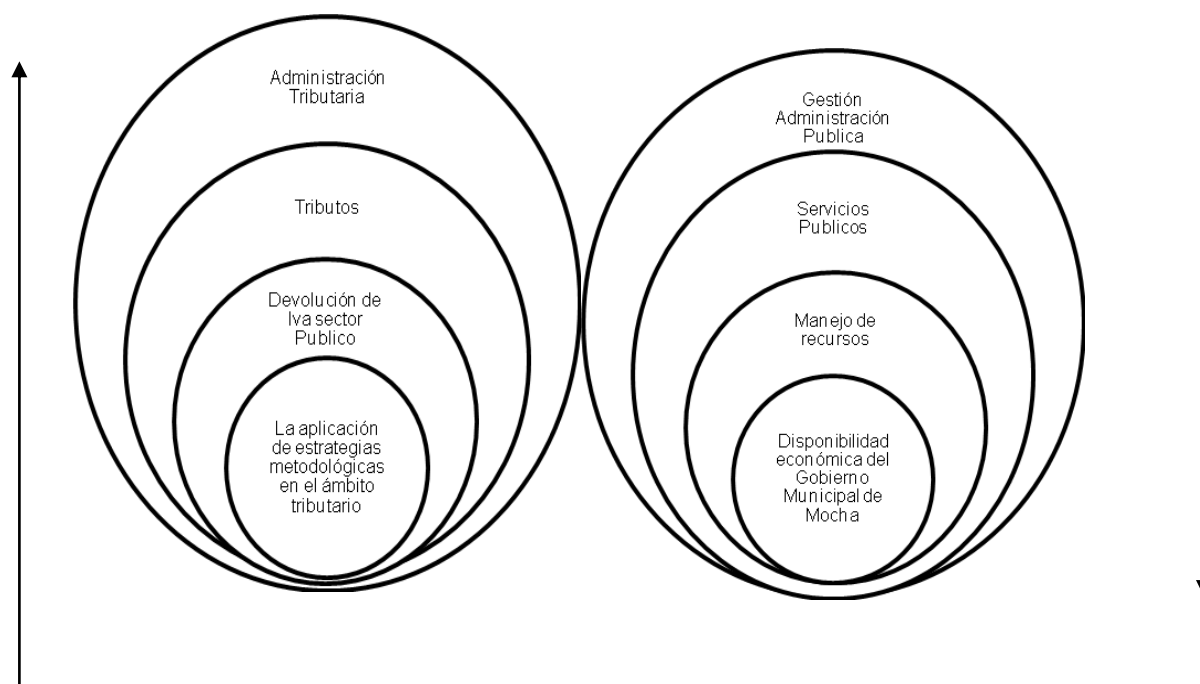 Administración
Tributaria
Tributos
Devolución de
Iva sector
Publico
La aplicación
de estrategias
metodológicas
en el ámbito
tributario
Gestión
Administración
Publica
Servicios
Publicos
Manejo de
recursos
Disponibilidad
económica del
Gobierno
Municipal de
Mocha